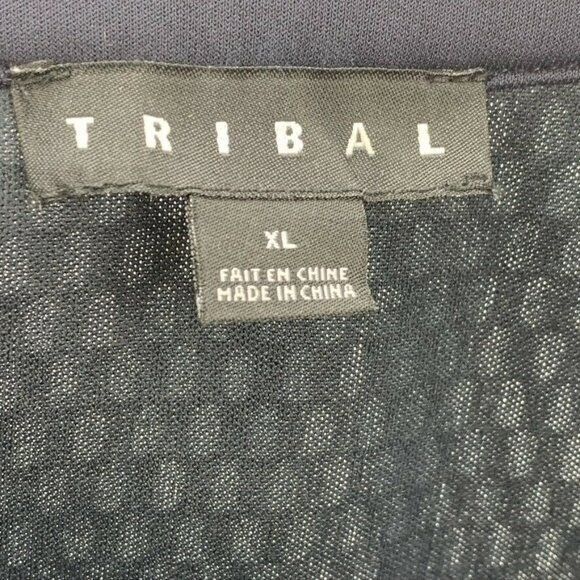 TRIBAL
XL
FAIT EN CHINE
MADE IN CHINA